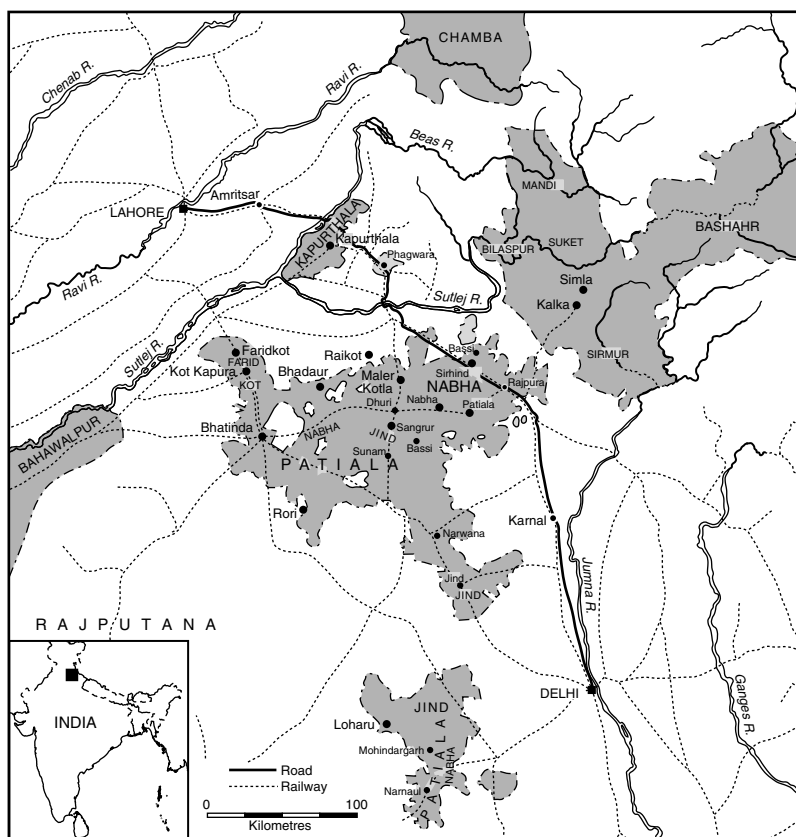 CHAMBA
Chenab R.
Ravi R.
Beas R.
Amritsar
LAHORE
MANDI
KAPURTHALA
Kapurthala
BASHAHR
BILASPUR
SUKET
Phagwara
Ravi R.
Simla
Sutlej R.
Kalka
Sutlej R.
SIRMUR
Faridkot
FARID
KOT
Raikot
Bassi
Sirhind
Kot Kapura
Bhadaur
Maler
Kotla
NABHA
Rajpura
Dhuri
Nabha
Patiala
BAHAWALPUR
Bhatinda
NABHA
JIND
Sangrur
Bassi
Sunam
PATIALA
Rori
Karnal
Narwana
Jind
JIND
Jumna R.
RAJPUTANA
Ganges R.
DELHI
INDIA
JIND
Loharu
Mohindargarh
PATIALA
NABHA
Narnaul
Road
Railway
0 100
Kilometres